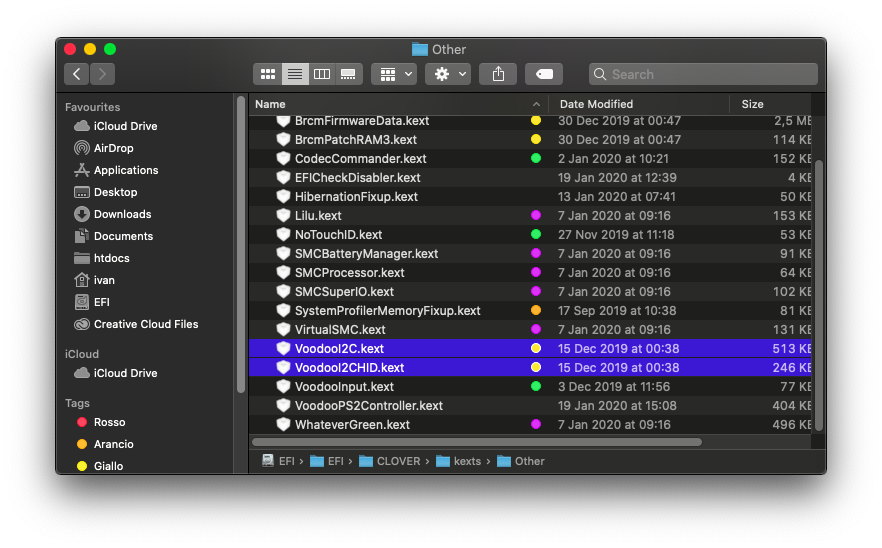 Other
Search
Favourites
iCloud Drive
AirDrop
Applications
Desktop
Downloads
Documents
htdocs
ivan
EFI
Creative Cloud Files
iCloud
iCloud Drive
Tags
Rosso
Arancio
Giallo
Name Date Modified Size
BrcmFirmwareData.kext 30 Dec 2019 at 00:47 2,5 MB
BrcmPatchRAM3.kext 30 Dec 2019 at 00:47 114 KB
CodecCommander.kext 2 Jan 2020 at 10:21 152 KB
EFICheckDisabler.kext 19 Jan 2020 at 12:39 4 KB
HibernationFixup.kext 13 Jan 2020 at 07:41 50 KB
Lilu.kext 7 Jan 2020 at 09:16 153 KB
NoTouchID.kext 27 Nov 2019 at 11:18 53 KB
SMCBatteryManager.kext 7 Jan 2020 at 09:16 91 KB
SMCProcessor.kext 7 Jan 2020 at 09:16 64 KB
SMCSuperIO.kext 7 Jan 2020 at 09:16 102 KB
SystemProfilerMemoryFixup.kext 17 Sep 2019 at 10:38 81 KB
VirtualSMC.kext 7 Jan 2020 at 09:16 131 KB
VoodooI2C.kext 15 Dec 2019 at 00:38 513 KB
VoodooI2CHID.kext 15 Dec 2019 at 00:38 246 KB
VoodooInput.kext 3 Dec 2019 at 11:56 77 KB
VoodooPS2Controller.kext 19 Jan 2020 at 15:08 404 KB
WhateverGreen.kext 7 Jan 2020 at 09:16 496 KB
EFI › EFI › CLOVER › kexts › Other